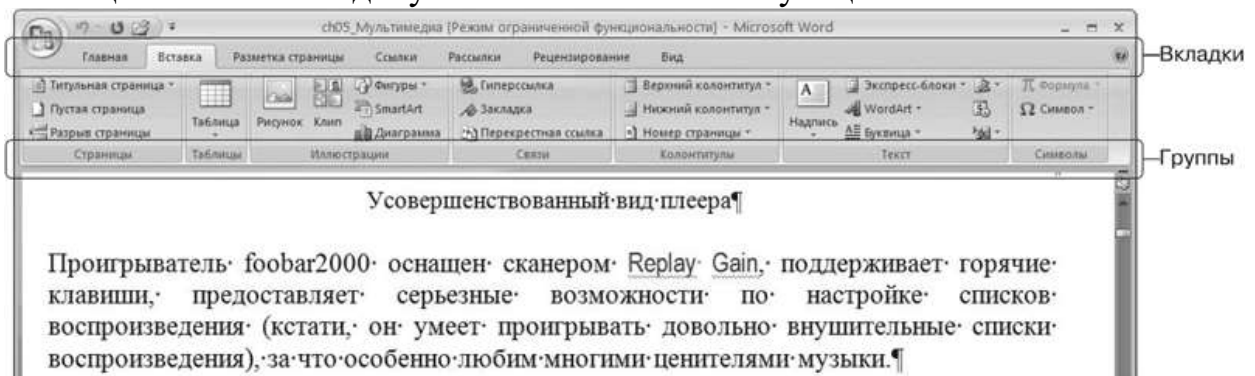 ch05_Мультимедиа [Режим ограниченной функциональности] - Microsoft Word
Главная Вставка Разметка страницы Ссылки Рассылки Рецензирование Вид
Вкладки
Титульная страница Фигуры Гиперссылка Верхний колонтитул Экспресс-блоки Формула
Пустая страница SmartArt Закладка Нижний колонтитул WordArt Символ
Таблица Рисунок Клип Надпись
Разрыв страницы Диаграмма Перекрестная ссылка Номер страницы Буквица
Страницы Таблицы Иллюстрации Связи Колонтитулы Текст Символы
Группы
Усовершенствованный·вид·плеера¶
Проигрыватель· foobar2000· оснащен· сканером· Replay· Gain,· поддерживает· горячие·
клавиши,· предоставляет· серьезные· возможности· по· настройке· списков·
воспроизведения· (кстати,· он· умеет· проигрывать· довольно· внушительные· списки·
воспроизведения),·за·что·особенно·любим·многими·ценителями·музыки.¶